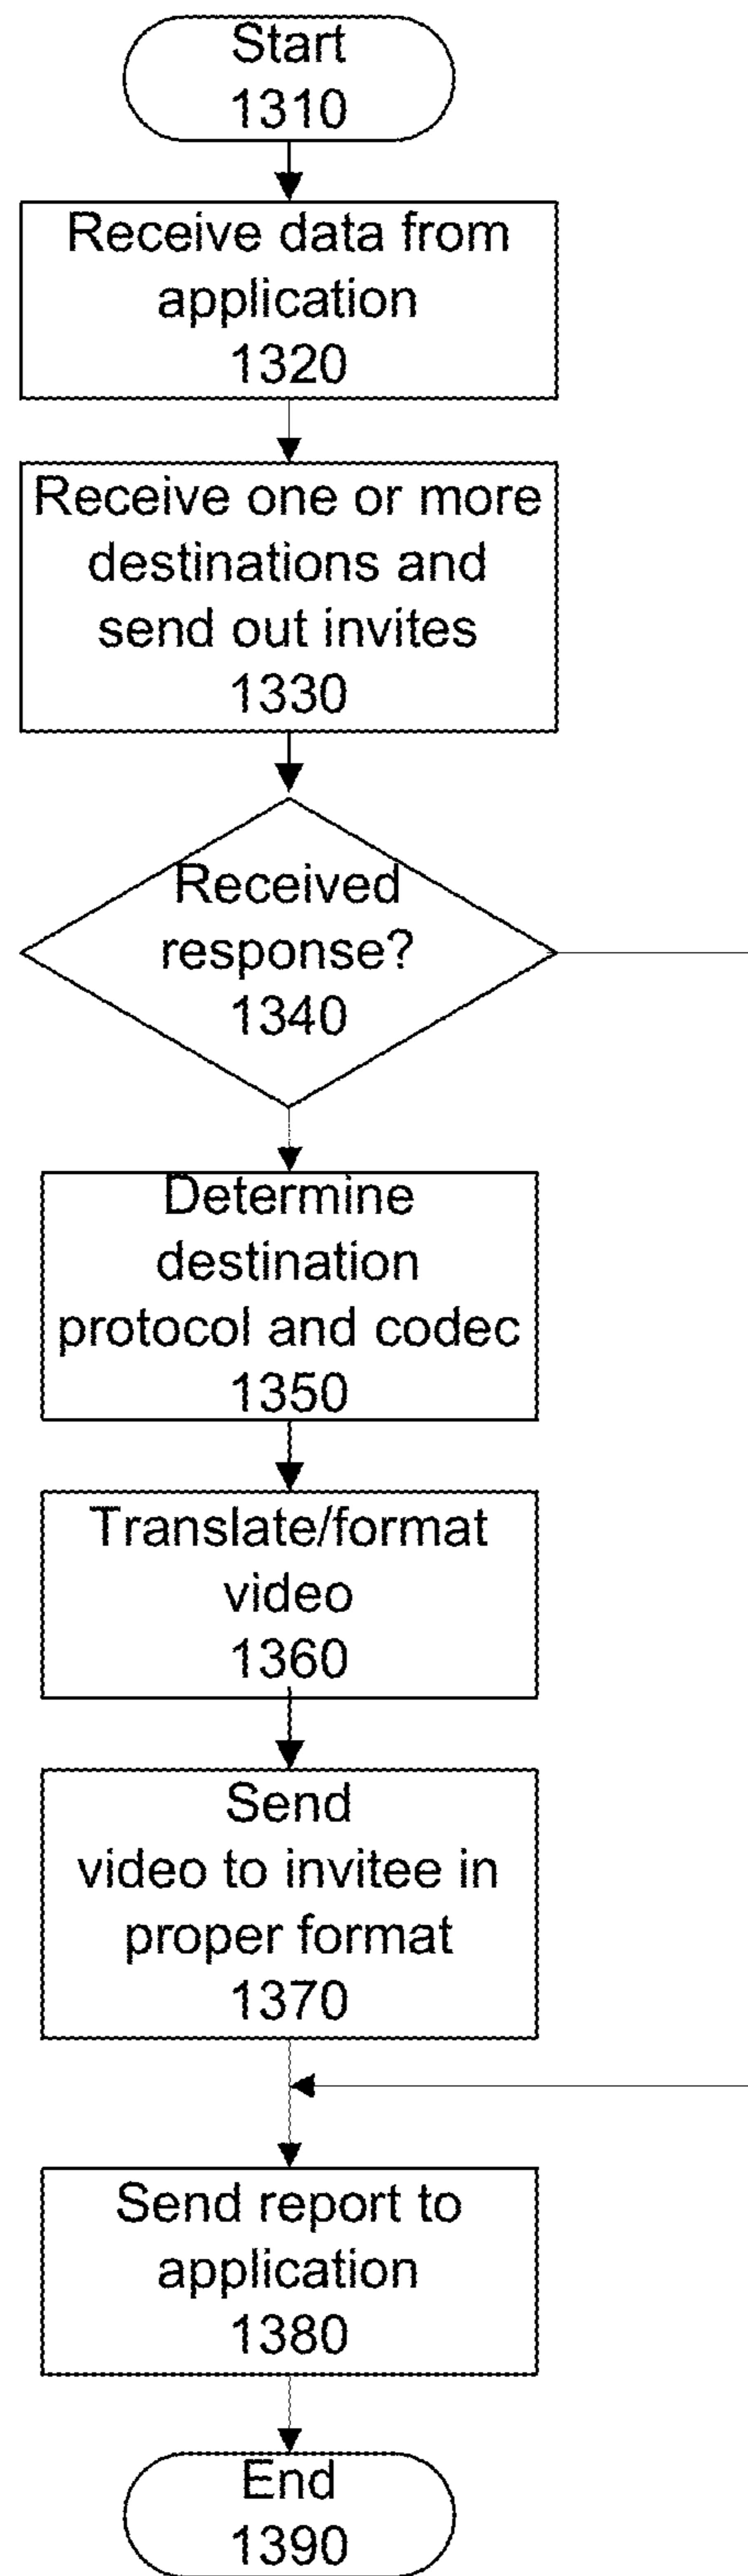 Start
1310
Receive data from
application
1320
Receive one or more
destinations and
send out invites
1330
Received
response?
1340
Determine
destination
protocol and codec
1350
Translate/format
video
1360
Send
video to invitee in
proper format
1370
Send report to
application
1380
End
1390